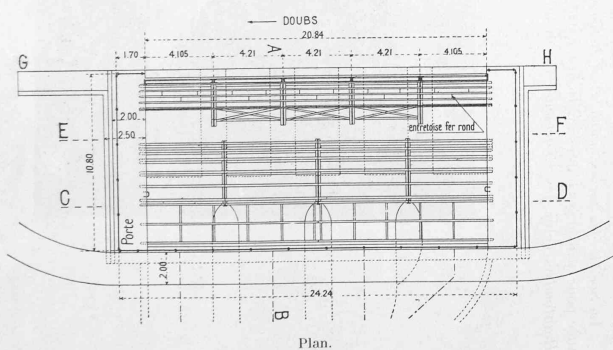 ← DOUBS
20.84
1.70 4.105 4.21 4.21 4.21 4.105
A
G
H
2.00
entretoise fer rond
E
F
2.50
10.80
C
D
Porte
2.00
24.24
B
Plan.